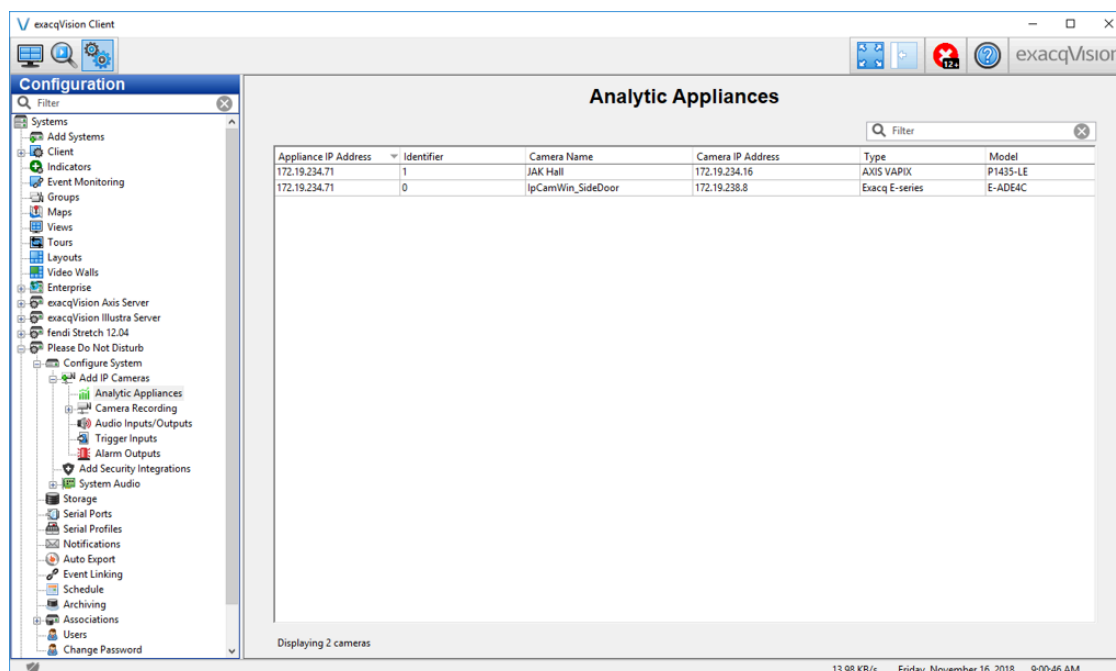 exacqVision Client
12+
exacqVision
Configuration
Filter
Systems
Add Systems
Client
Indicators
Event Monitoring
Groups
Maps
Views
Tours
Layouts
Video Walls
Enterprise
exacqVision Axis Server
exacqVision Illustra Server
fendi Stretch 12.04
Please Do Not Disturb
Configure System
Add IP Cameras
Analytic Appliances
Camera Recording
Audio Inputs/Outputs
Trigger Inputs
Alarm Outputs
Add Security Integrations
System Audio
Storage
Serial Ports
Serial Profiles
Notifications
Auto Export
Event Linking
Schedule
Archiving
Associations
Users
Change Password
Analytic Appliances
Filter
Appliance IP Address Identifier Camera Name Camera IP Address Type Model
172.19.234.71 1 JAK Hall 172.19.234.16 AXIS VAPIX P1435-LE
172.19.234.71 0 IpCamWin_SideDoor 172.19.238.8 Exacq E-series E-ADE4C
Displaying 2 cameras
13.98 KB/s Friday, November 16, 2018 9:00:46 AM